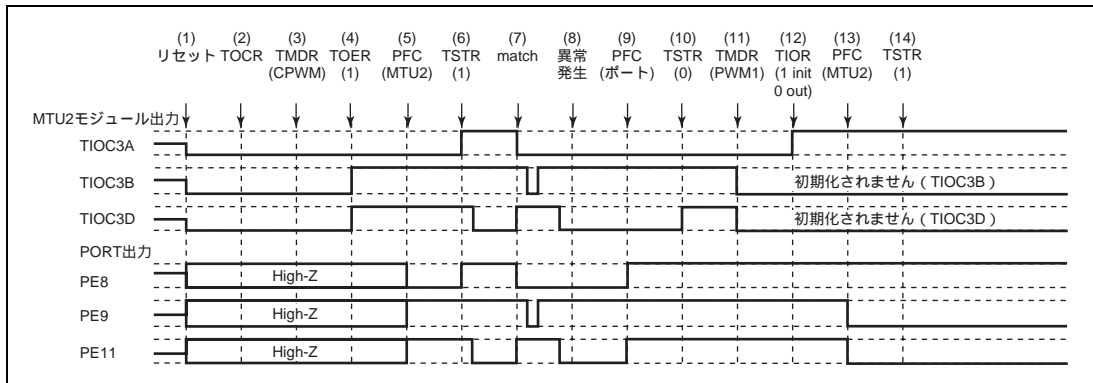 (1) (2) (3) (4) (5) (6) (7) (8) (9) (10) (11) (12) (13) (14)
リセット TOCR TMDR TOER PFC TSTR match 異常 PFC TSTR TMDR TIOR PFC TSTR
(CPWM) (1) (MTU2) (1) 発生 (ポート) (0) (PWM1) (1 init (MTU2) (1)
0 out)
MTU2モジュール出力
TIOC3A
TIOC3B 初期化されません（TIOC3B）
TIOC3D 初期化されません（TIOC3D）
PORT出力
PE8 High-Z
PE9 High-Z
PE11 High-Z